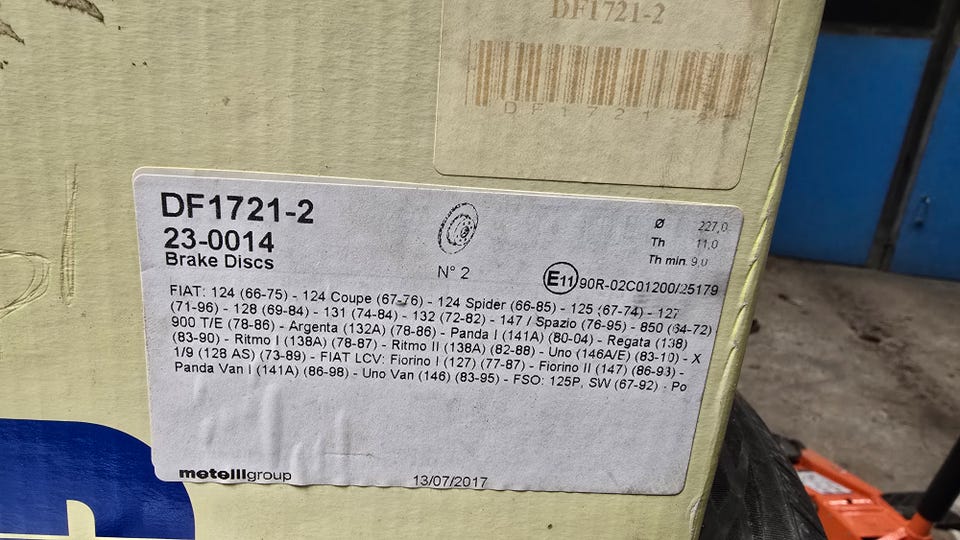 DF1721-2
DF1721-2
DF1721-2
23-0014
Brake Discs
N° 2
Ø 227,0
Th 11,0
Th min. 9,0
E11 90R-02C01200/25179
FIAT: 124 (66-75) - 124 Coupe (67-76) - 124 Spider (66-85) - 125 (67-74) - 127
(71-96) - 128 (69-84) - 131 (74-84) - 132 (72-82) - 147 / Spazio (76-95) - 850 (64-72)
900 T/E (78-86) - Argenta (132A) (78-86) - Panda I (141A) (80-04) - Regata (138)
(83-90) - Ritmo I (138A) (78-87) - Ritmo II (138A) (82-88) - Uno (146A/E) (83-10) - X
1/9 (128 AS) (73-89) - FIAT LCV: Fiorino I (127) (77-87) - Fiorino II (147) (86-93) -
Panda Van I (141A) (86-98) - Uno Van (146) (83-95) - FSO: 125P, SW (67-92) - Po
metelligroup
13/07/2017